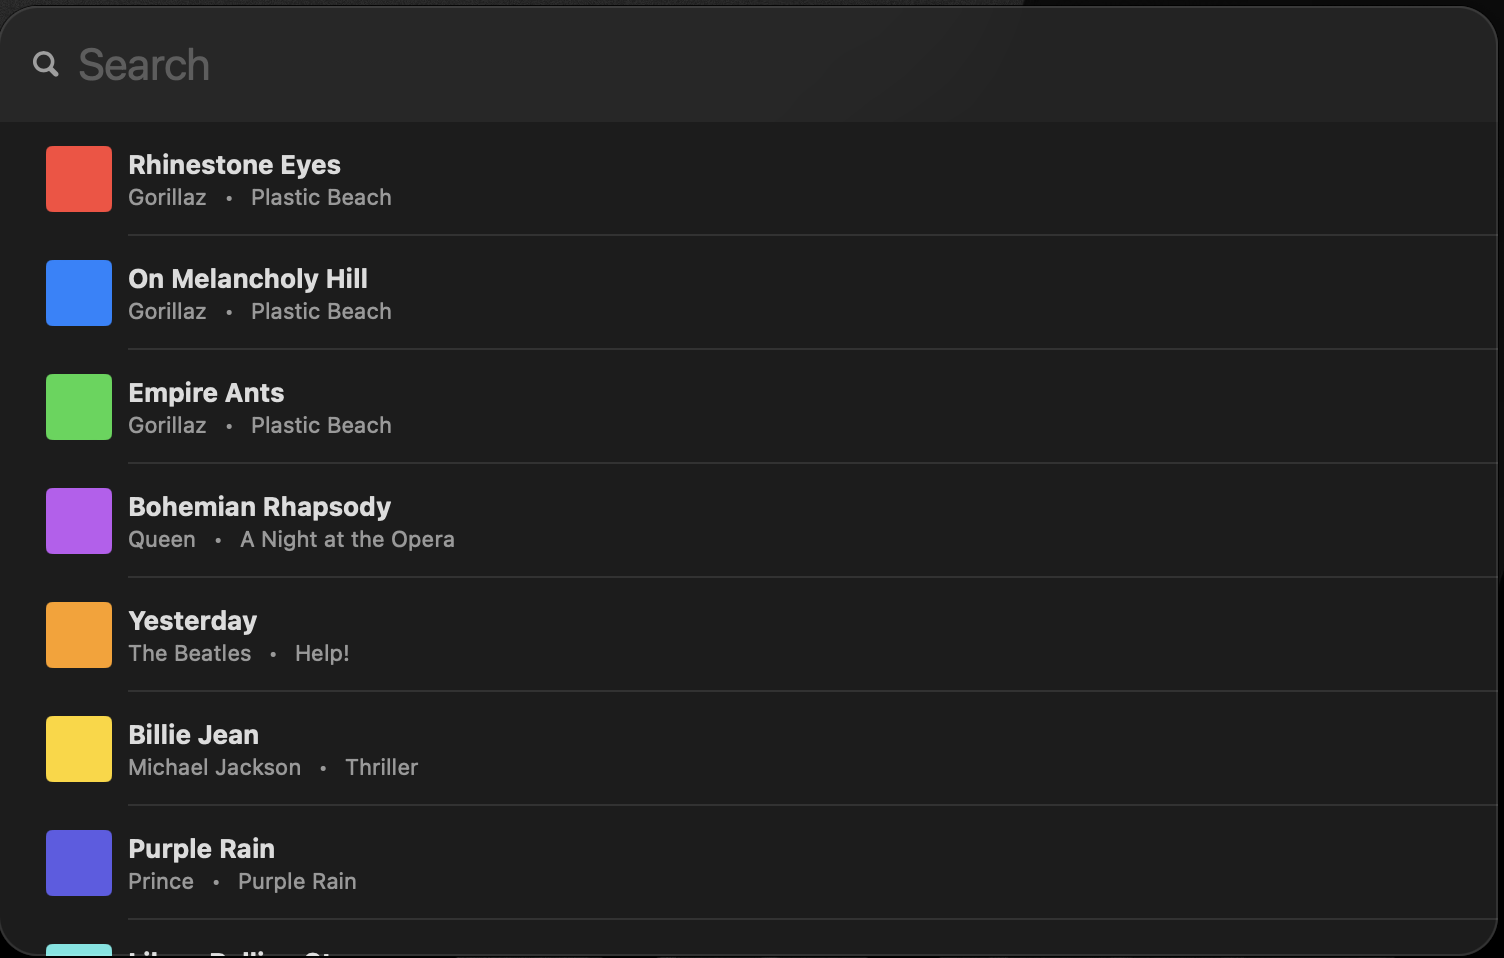 Search
Rhinestone Eyes
Gorillaz • Plastic Beach
On Melancholy Hill
Gorillaz • Plastic Beach
Empire Ants
Gorillaz • Plastic Beach
Bohemian Rhapsody
Queen • A Night at the Opera
Yesterday
The Beatles • Help!
Billie Jean
Michael Jackson • Thriller
Purple Rain
Prince • Purple Rain